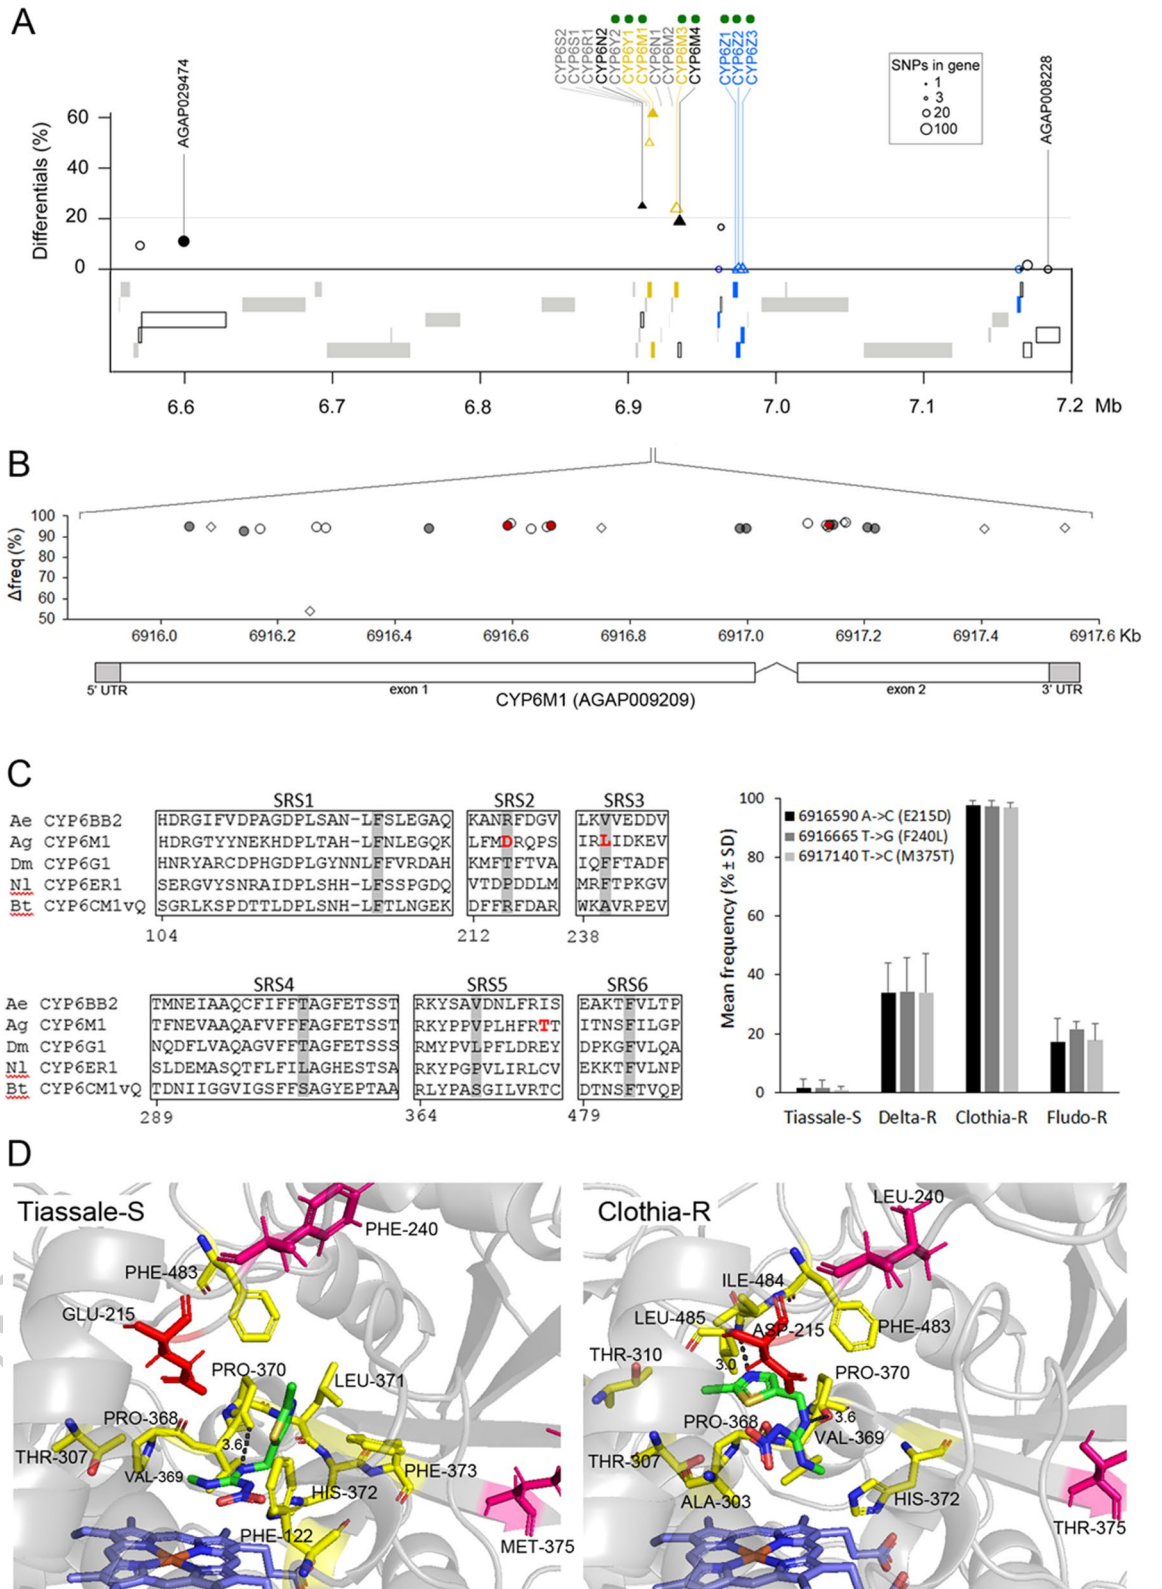 A
CYP6S2
CYP6S1
CYP6R1
CYP6N2
CYP6Y2
CYP6Y1
CYP6M1
CYP6N1
CYP6M2
CYP6M3
CYP6M4
CYP6Z1
CYP6Z2
CYP6Z3
AGAP029474
AGAP008228
SNPs in gene
1
3
20
100
Differentials (%)
60
40
20
0
6.6 6.7 6.8 6.9 7.0 7.1 7.2 Mb
B
Δfreq (%)
100
90
80
70
60
50
6916.0 6916.2 6916.4 6916.6 6916.8 6917.0 6917.2 6917.4 6917.6 Kb
5' UTR exon 1 exon 2 3' UTR
CYP6M1 (AGAP009209)
C
SRS1 SRS2 SRS3
Ae CYP6BB2 HDRGIFVDPAGDPLSAN-LFSLEGAQ KANRFDGV LKVVEDDV
Ag CYP6M1 HDRGTYYNEKHDPLTAH-LFNLEGQK LFMDRQPS IRLIDKEV
Dm CYP6G1 HNRYARCDPHGDPLGYNNLFFVRDAH KMFTFTVA IQFFTADF
Nl CYP6ER1 SERGVYSNRAIDPLSHH-LFSSPGDQ VTDPDDLM MRFTPKGV
Bt CYP6CM1vQ SGRLKSPDTTLDPLSNH-LFTLNGEK DFFRFDAR WKAVRPEV
104 212 238
SRS4 SRS5 SRS6
Ae CYP6BB2 TMNEIAAQCFIFFTAGFETSST RKYSAVDNLFRIS EAKTFVLTP
Ag CYP6M1 TFNEVAAQAFVFFFAGFETSST RKYPPVPLHFRTT ITNSFILGP
Dm CYP6G1 NQDFLVAQAGVFFTAGFETSSS RMYPVLPFLDREY DPKGFVLQA
Nl CYP6ER1 SLDEMASQTFLFILAGHESTSA RKYPGPVLIRLCV EKTFVLNP
Bt CYP6CM1vQ TDNIIGGVIGSFFSAGYEPTAA RLYPASPVLVRTC DTNSFTVQP
289 364 479
Mean frequency (% ± SD)
100
80
60
40
20
0
6916590 A->C (E215D)
6916665 T->G (F240L)
6917140 T->C (M375T)
Tiassale-S Delta-R Clothia-R Fludo-R
D
Tiassale-S
PHE-240
PHE-483
GLU-215
PRO-370
LEU-371
PRO-368
3.6
THR-307
VAL-369
PHE-373
HIS-372
PHE-122
MET-375
Clothia-R
LEU-240
ILE-484
LEU-485
ASP-215
PHE-483
THR-310
3.0
PRO-370
PRO-368
3.6
VAL-369
THR-307
ALA-303
HIS-372
THR-375